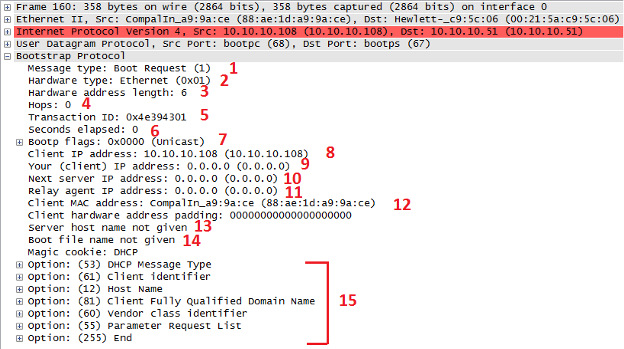 Frame 160: 358 bytes on wire (2864 bits), 358 bytes captured (2864 bits) on interface 0
Ethernet II, Src: CompalIn_a9:9a:ce (88:ae:1d:a9:9a:ce), Dst: Hewlett-_c9:5c:06 (00:21:5a:c9:5c:06)
Internet Protocol Version 4, Src: 10.10.10.108 (10.10.10.108), Dst: 10.10.10.51 (10.10.10.51)
User Datagram Protocol, Src Port: bootpc (68), Dst Port: bootps (67)
Bootstrap Protocol
Message type: Boot Request (1) 1
Hardware type: Ethernet (0x01) 2
Hardware address length: 6 3
Hops: 0 4
Transaction ID: 0x4e394301 5
Seconds elapsed: 0 6
Bootp flags: 0x0000 (Unicast) 7
Client IP address: 10.10.10.108 (10.10.10.108) 8
Your (client) IP address: 0.0.0.0 (0.0.0.0) 9
Next server IP address: 0.0.0.0 (0.0.0.0) 10
Relay agent IP address: 0.0.0.0 (0.0.0.0) 11
Client MAC address: CompalIn_a9:9a:ce (88:ae:1d:a9:9a:ce) 12
Client hardware address padding: 00000000000000000000
Server host name not given 13
Boot file name not given 14
Magic cookie: DHCP
Option: (53) DHCP Message Type
Option: (61) Client identifier
Option: (12) Host Name
Option: (81) Client Fully Qualified Domain Name 15
Option: (60) Vendor class identifier
Option: (55) Parameter Request List
Option: (255) End